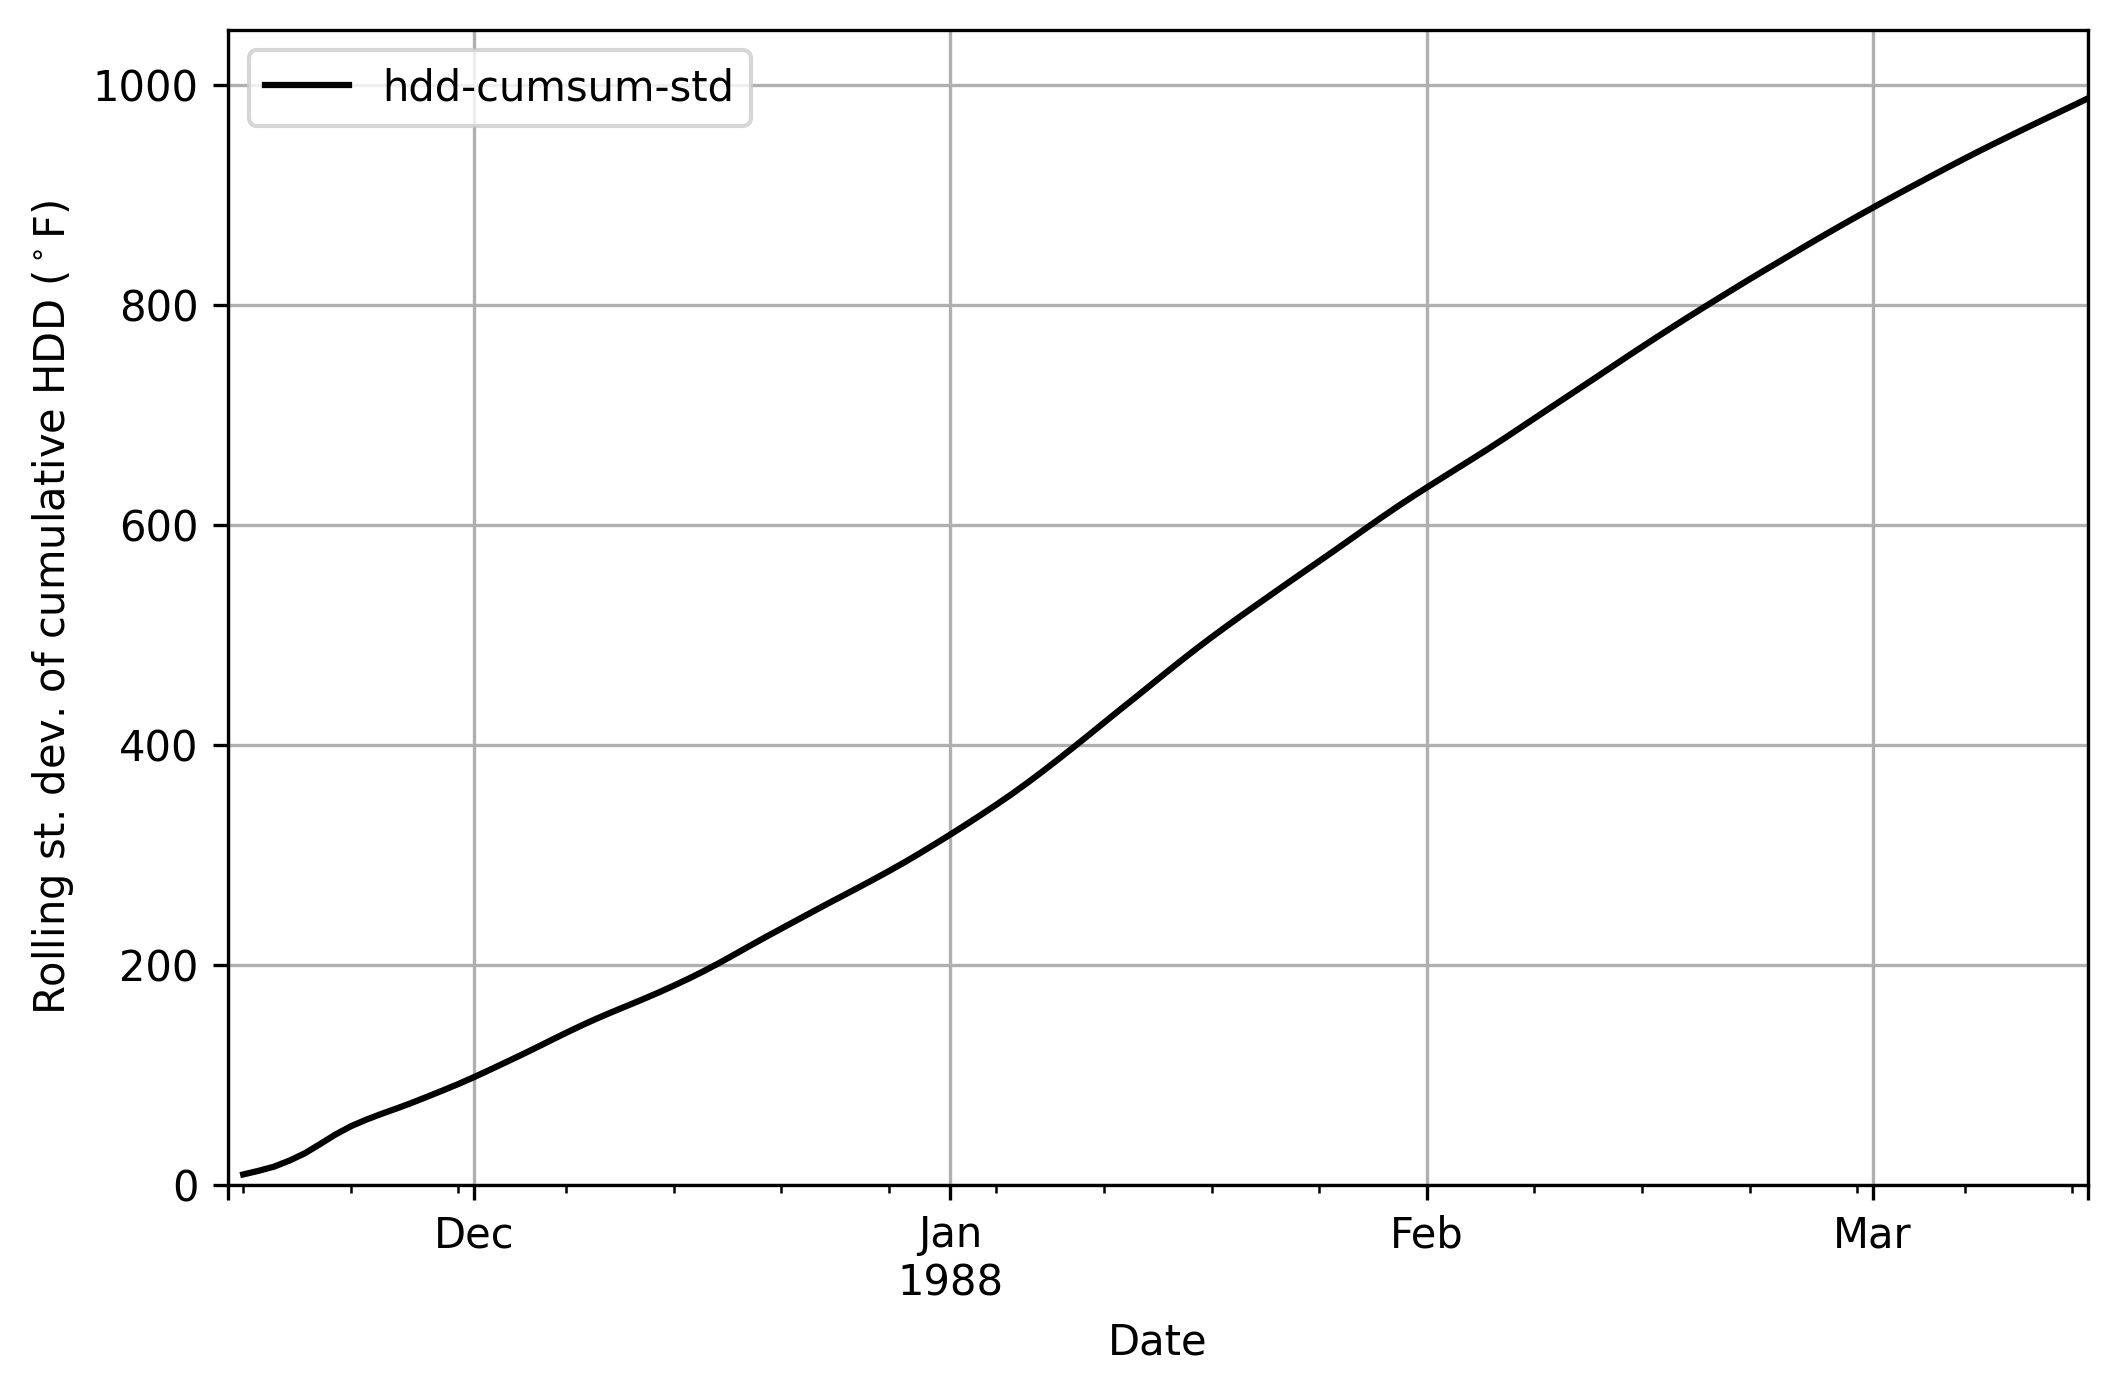 hdd-cumsum-std
Rolling st. dev. of cumulative HDD (°F)
1000
800
600
400
200
0
Dec
Jan
1988
Feb
Mar
Date